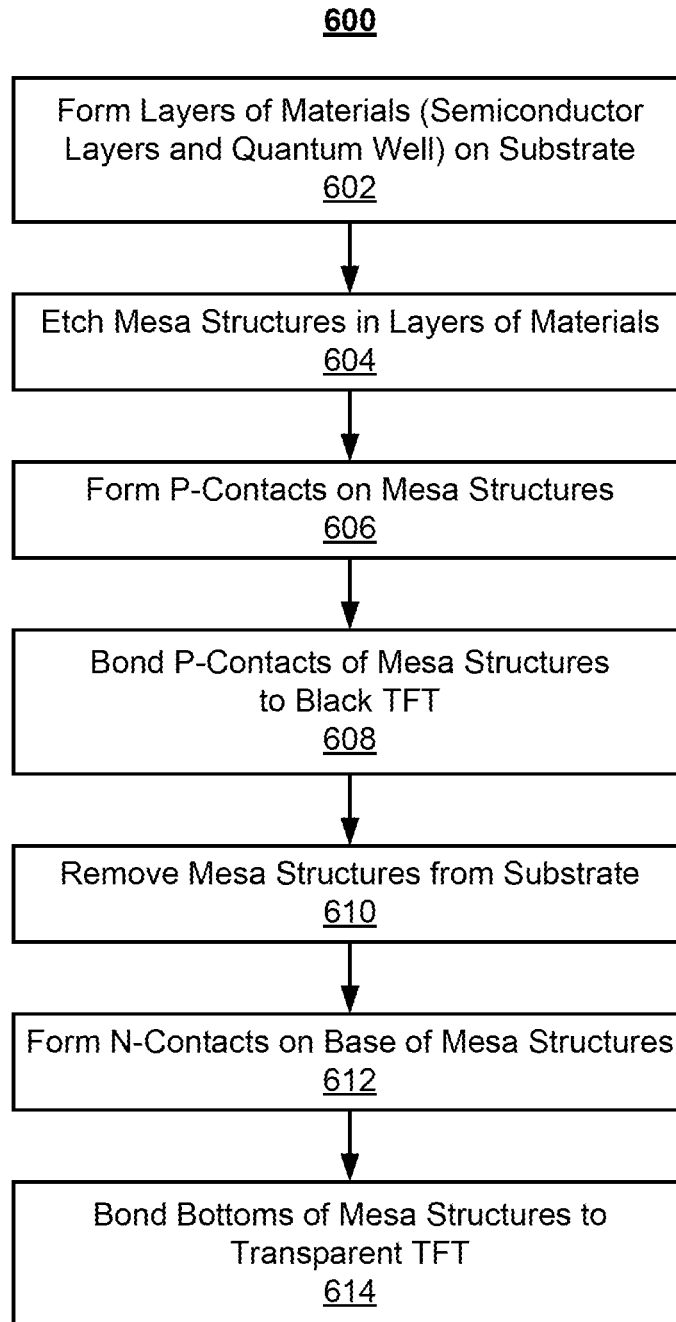 600
Form Layers of Materials (Semiconductor
Layers and Quantum Well) on Substrate
602
Etch Mesa Structures in Layers of Materials
604
Form P-Contacts on Mesa Structures
606
Bond P-Contacts of Mesa Structures
to Black TFT
608
Remove Mesa Structures from Substrate
610
Form N-Contacts on Base of Mesa Structures
612
Bond Bottoms of Mesa Structures to
Transparent TFT
614